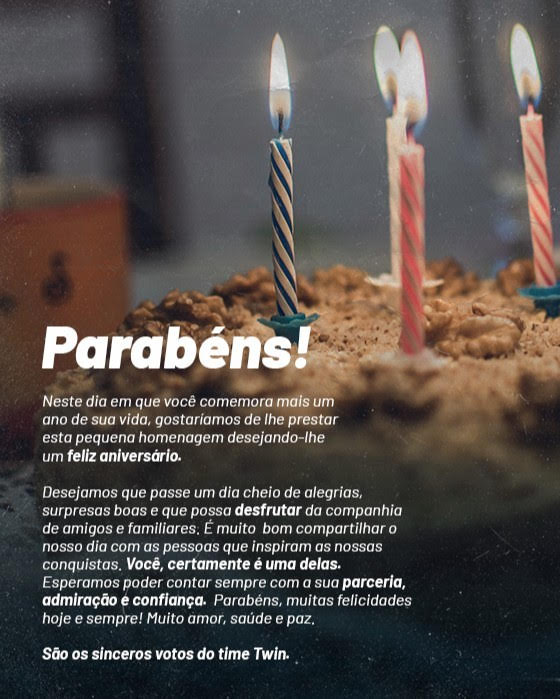 Parabéns!
Neste dia em que você comemora mais um
ano de sua vida, gostaríamos de lhe prestar
esta pequena homenagem desejando-lhe
um feliz aniversário.
Desejamos que passe um dia cheio de alegrias,
surpresas boas e que possa desfrutar da companhia
de amigos e familiares. É muito bom compartilhar o
nosso dia com as pessoas que inspiram as nossas
conquistas. Você, certamente é uma delas.
Esperamos poder contar sempre com a sua parceria,
admiração e confiança. Parabéns, muitas felicidades
hoje e sempre! Muito amor, saúde e paz.
São os sinceros votos do time Twin.